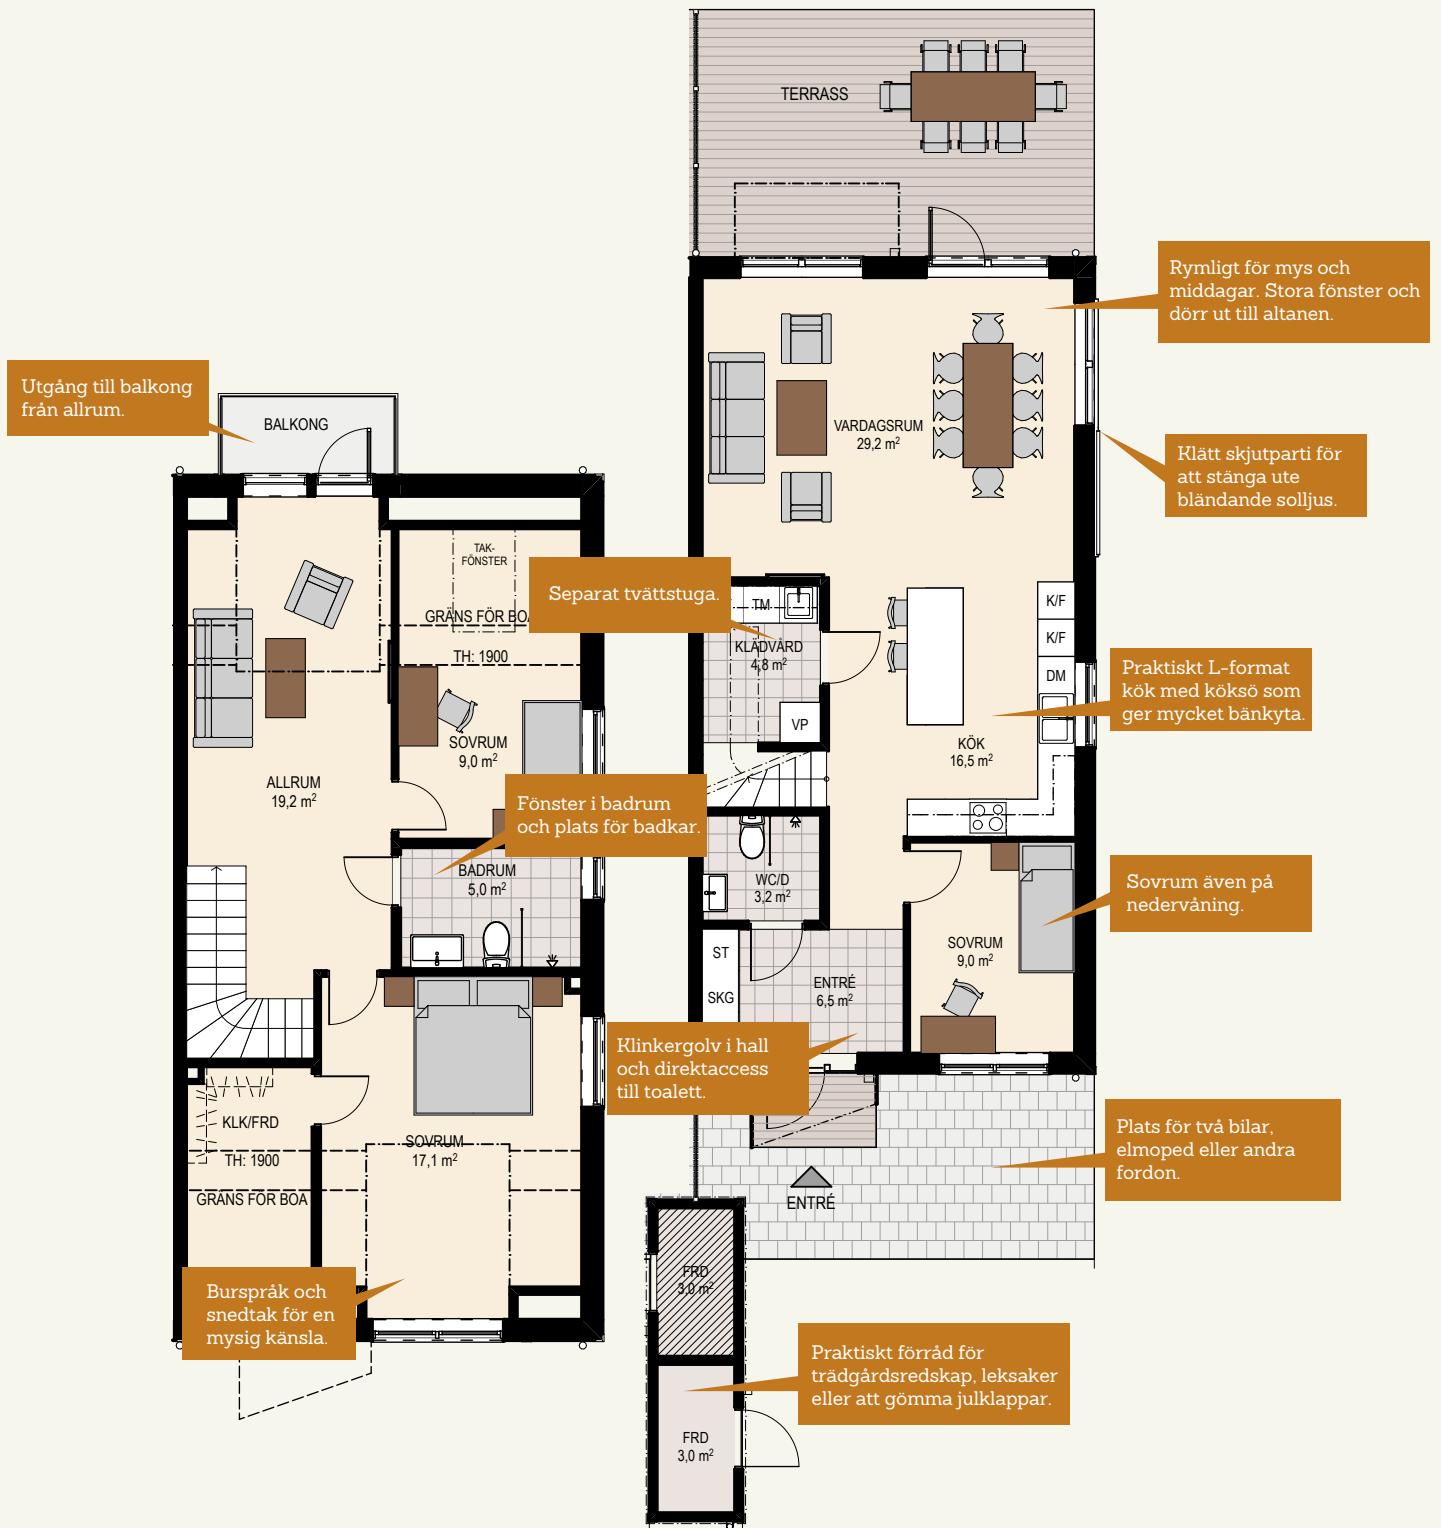 TERRASS
Rymligt för mys och
middagar. Stora fönster och
dörr ut till altanen.
Utgång till balkong
från allrum.
BALKONG
VARDAGSRUM
29,2 m²
Klätt skjutparti för
att stänga ute
bländande solljus.
TAK-
FÖNSTER
GRÄNS FÖR BOA
TH: 1900
Separat tvättstuga.
TM
KLÄDVÅRD
4,8 m²
VP
K/F
K/F
DM
Praktiskt L-format
kök med köksö som
ger mycket bänkyta.
KÖK
16,5 m²
SOVRUM
9,0 m²
ALLRUM
19,2 m²
Fönster i badrum
och plats för badkar.
BADRUM
5,0 m²
WC/D
3,2 m²
Sovrum även på
nedervåning.
SOVRUM
9,0 m²
ST
SKG
ENTRÉ
6,5 m²
Klinkergolv i hall
och direktaccess
till toalett.
KLK/FRD
TH: 1900
GRÄNS FÖR BOA
SOVRUM
17,1 m²
Plats för två bilar,
elmoped eller andra
fordon.
ENTRÉ
Burspråk och
snedtak för en
mysig känsla.
FRD
3,0 m²
Praktiskt förråd för
trädgårdsredskap, leksaker
eller att gömma julklappar.
FRD
3,0 m²